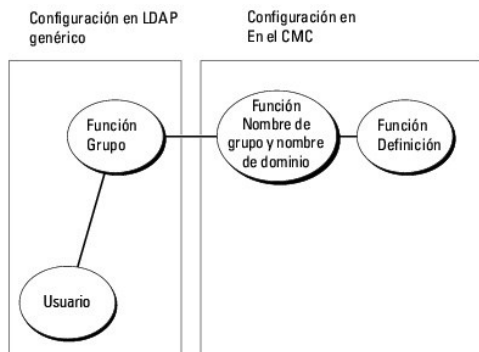 Configuración en LDAP
genérico
Configuración en
En el CMC
Función
Grupo
Función
Nombre de
grupo y nombre
de dominio
Función
Definición
Usuario